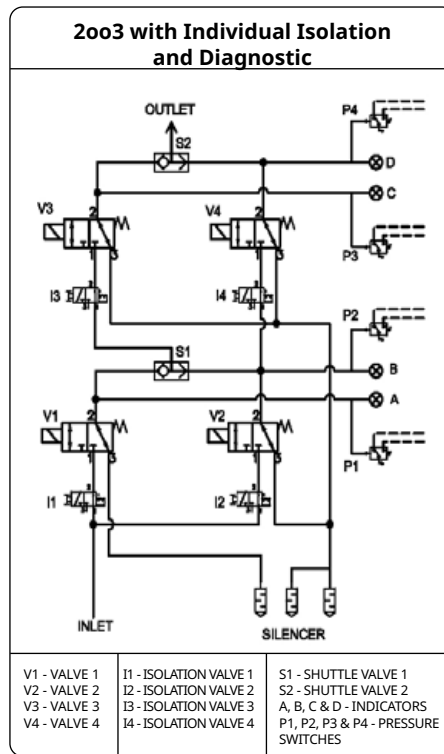 2oo3 with Individual Isolation
and Diagnostic
OUTLET
P4
S2
D
C
V3
2
V4
2
1
3
1
3
P3
I3
I4
P2
S1
B
A
V1
2
V2
2
1
3
1
3
P1
I1
I2
INLET
SILENCER
V1 - VALVE 1
V2 - VALVE 2
V3 - VALVE 3
V4 - VALVE 4
I1 - ISOLATION VALVE 1
I2 - ISOLATION VALVE 2
I3 - ISOLATION VALVE 3
I4 - ISOLATION VALVE 4
S1 - SHUTTLE VALVE 1
S2 - SHUTTLE VALVE 2
A, B, C & D - INDICATORS
P1, P2, P3 & P4 - PRESSURE
SWITCHES